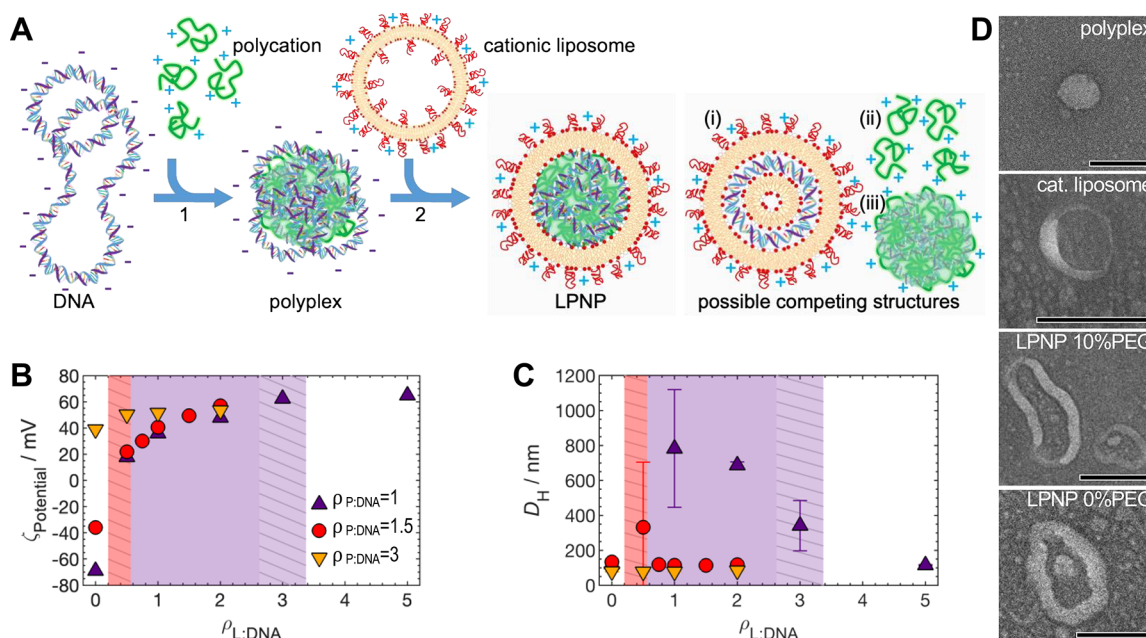 A
polycation
cationic liposome
DNA
1
polyplex
2
LPNP
(i)
(ii)
(iii)
possible competing structures
B
ζPotential / mV
80
60
40
20
0
-20
-40
-60
-80
ρ P:DNA=1
ρ P:DNA=1.5
ρ P:DNA=3
0 1 2 3 4 5
ρL:DNA
C
DH / nm
1200
1000
800
600
400
200
0
0 1 2 3 4 5
ρL:DNA
D
polyplex
cat. liposome
LPNP 10%PEG
LPNP 0%PEG